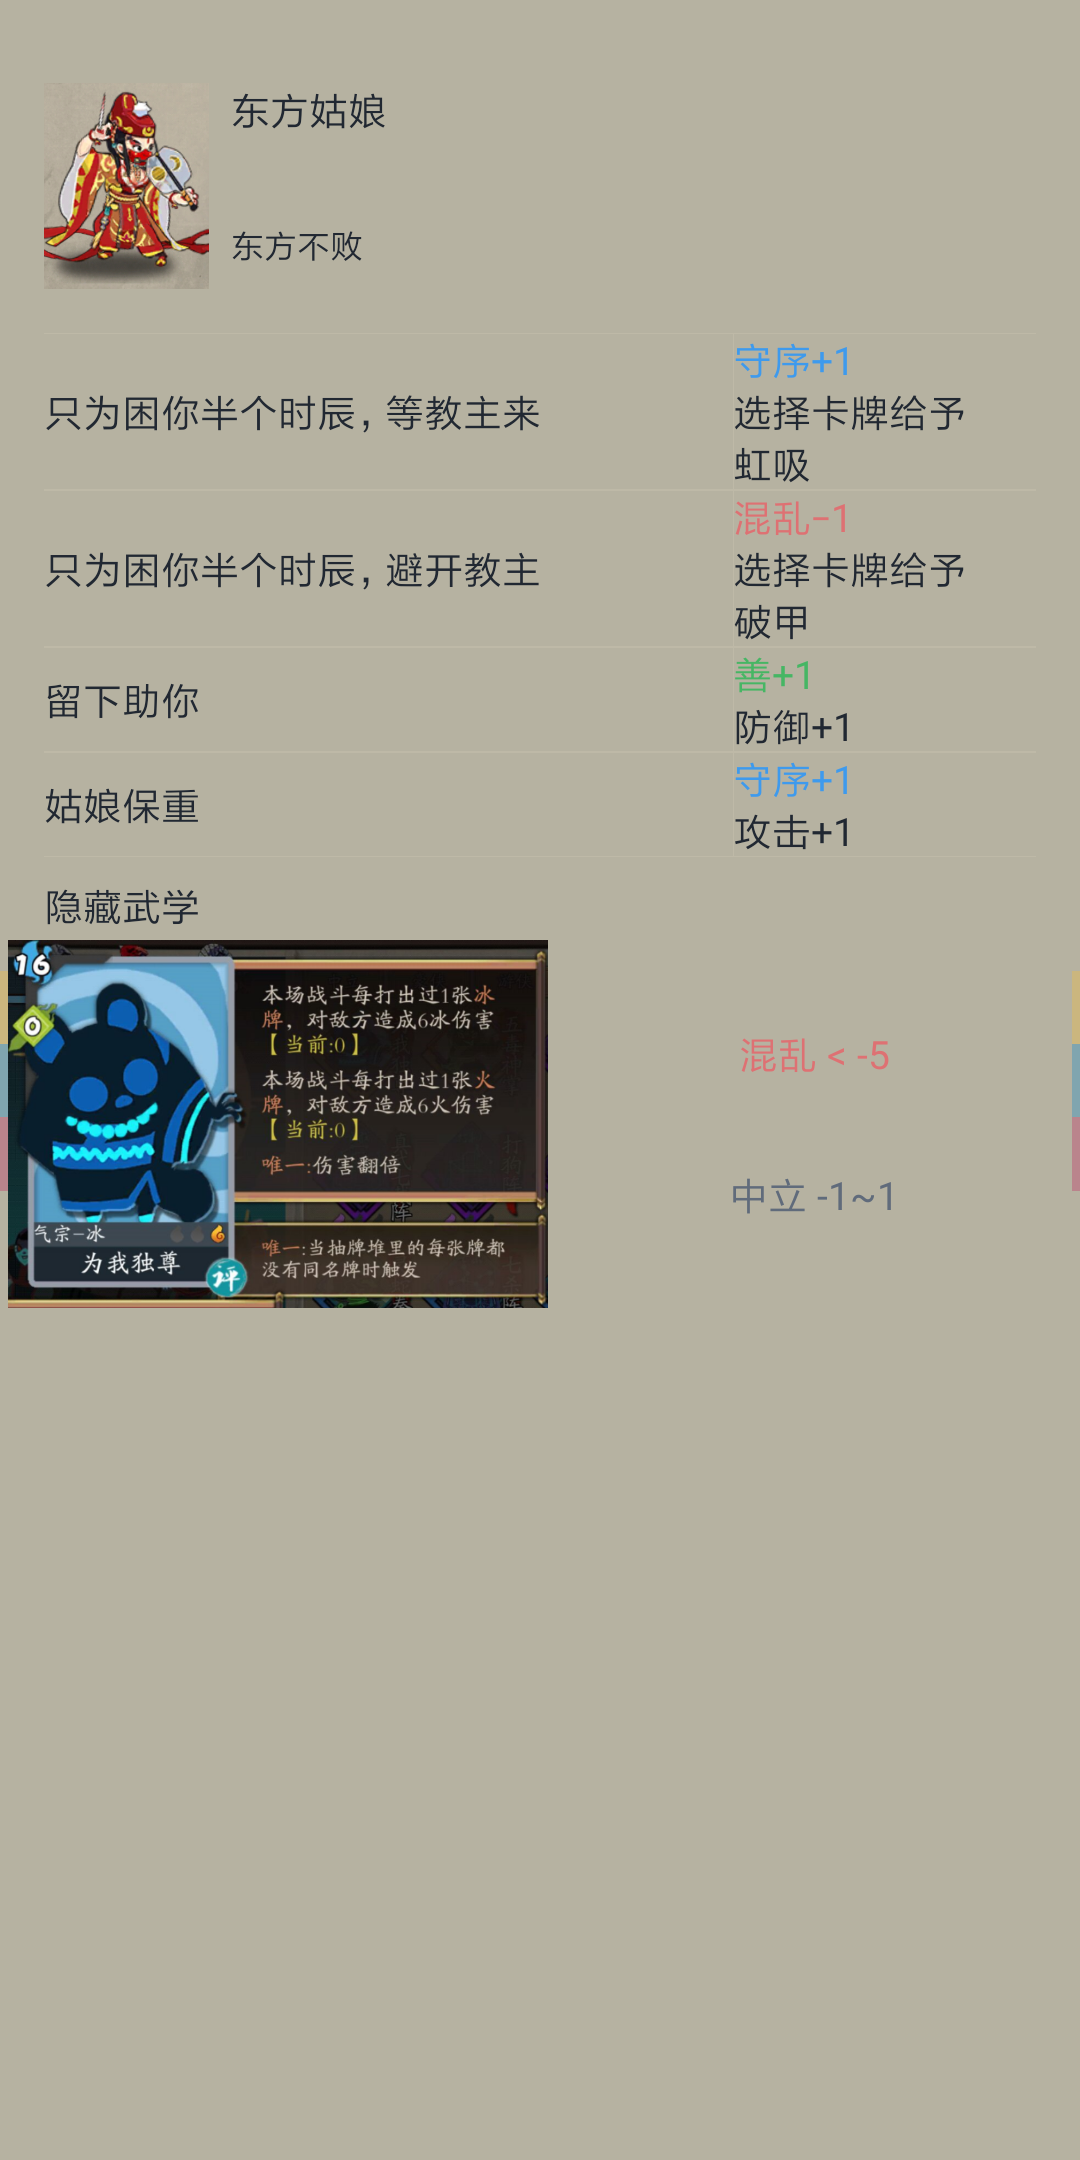 东方姑娘
东方不败
守序+1
只为困你半个时辰，等教主来
选择卡牌给予
虹吸
混乱-1
只为困你半个时辰，避开教主
选择卡牌给予
破甲
善+1
留下助你
防御+1
守序+1
姑娘保重
攻击+1
隐藏武学
16
0
本场战斗每打出过1张冰
牌，对敌方造成6冰伤害
【当前:0】
本场战斗每打出过1张火
牌，对敌方造成6火伤害
【当前:0】
唯一:伤害翻倍
气宗-冰
为我独尊
评
唯一:当抽牌堆里的每张牌都
没有同名牌时触发
混乱 < -5
中立 -1~1